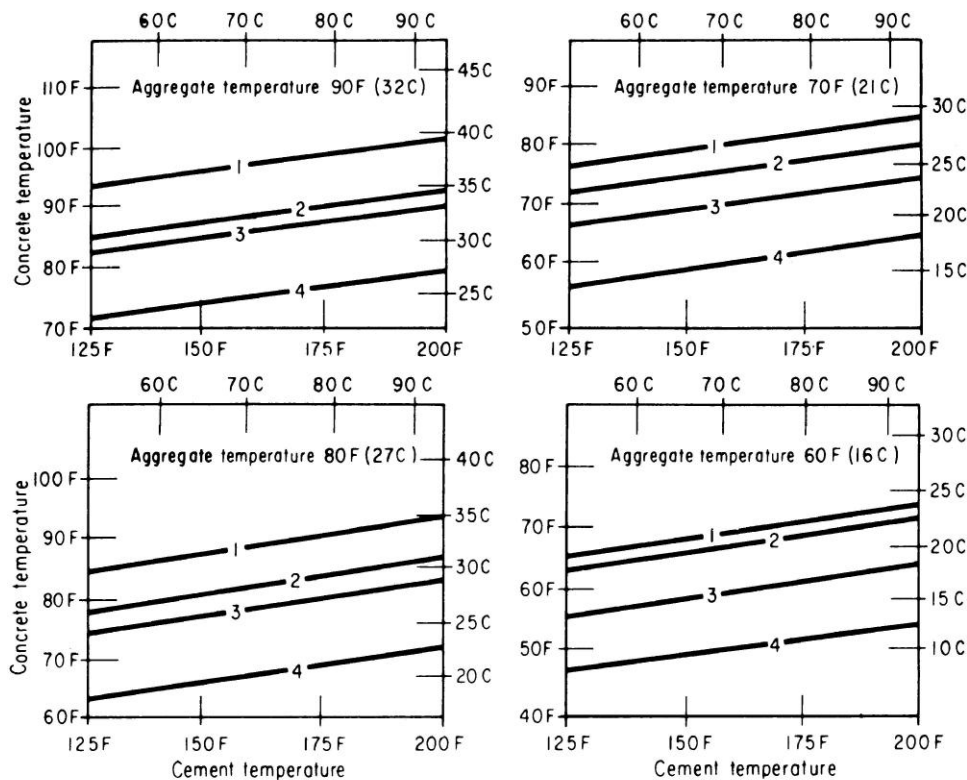 60C 70C 80C 90C
Aggregate temperature 90F (32C)
45C
110F
40C
100F
1
35C
90F
2
3
30C
80F
4
25C
70F
125F 150F 175F 200F
Concrete temperature
60C 70C 80C 90C
Aggregate temperature 70F (21C)
90F
30C
80F
1
2
25C
70F
3
20C
60F
4
15C
50F
125F 150F 175F 200F
60C 70C 80C 90C
Aggregate temperature 80F (27C)
40C
100F
35C
90F
1
30C
2
80F
3
25C
70F
4
20C
60F
125F 150F 175F 200F
Concrete temperature
Cement temperature
60C 70C 80C 90C
Aggregate temperature 60F (16C)
30C
80F
25C
70F
1
2
20C
60F
3
15C
50F
4
10C
40F
125F 150F 175F 200F
Cement temperature